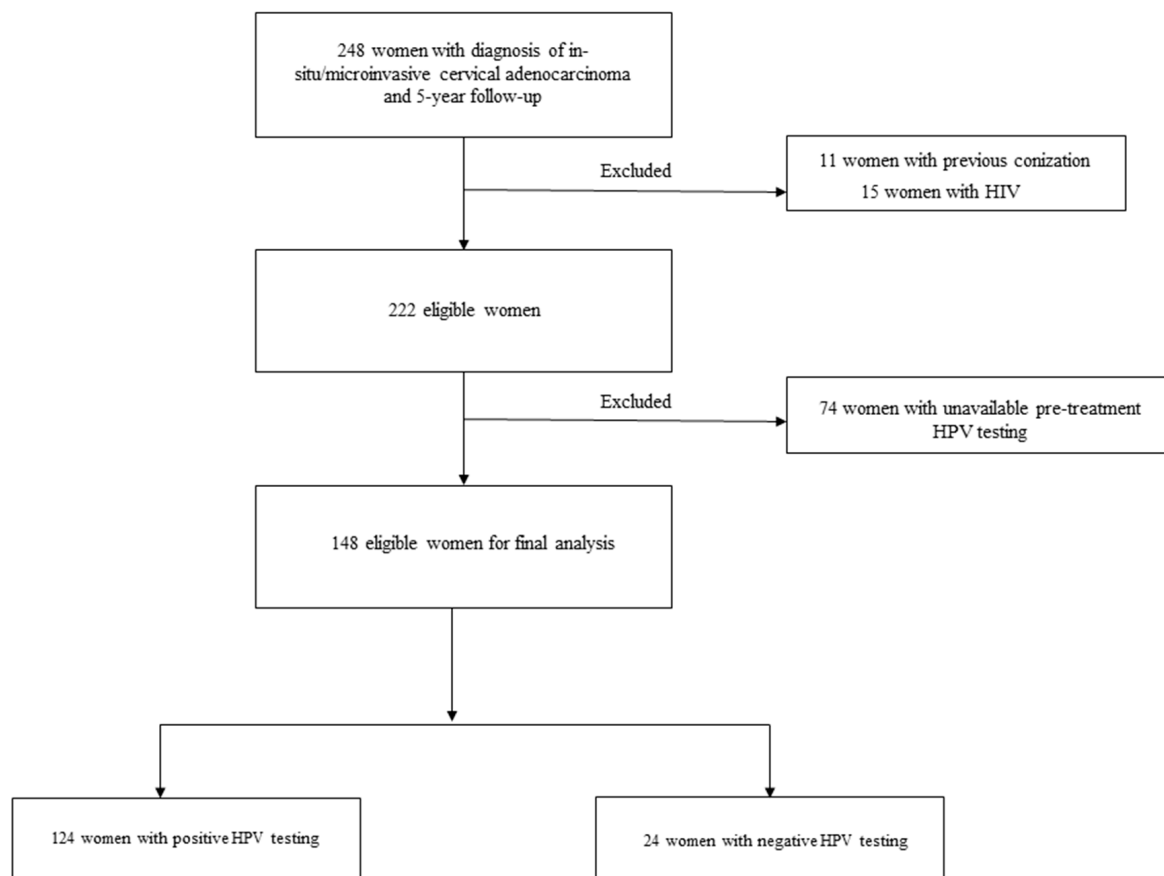 248 women with diagnosis of in-
situ/microinvasive cervical adenocarcinoma
and 5-year follow-up
Excluded
11 women with previous conization
15 women with HIV
222 eligible women
Excluded
74 women with unavailable pre-treatment
HPV testing
148 eligible women for final analysis
124 women with positive HPV testing
24 women with negative HPV testing